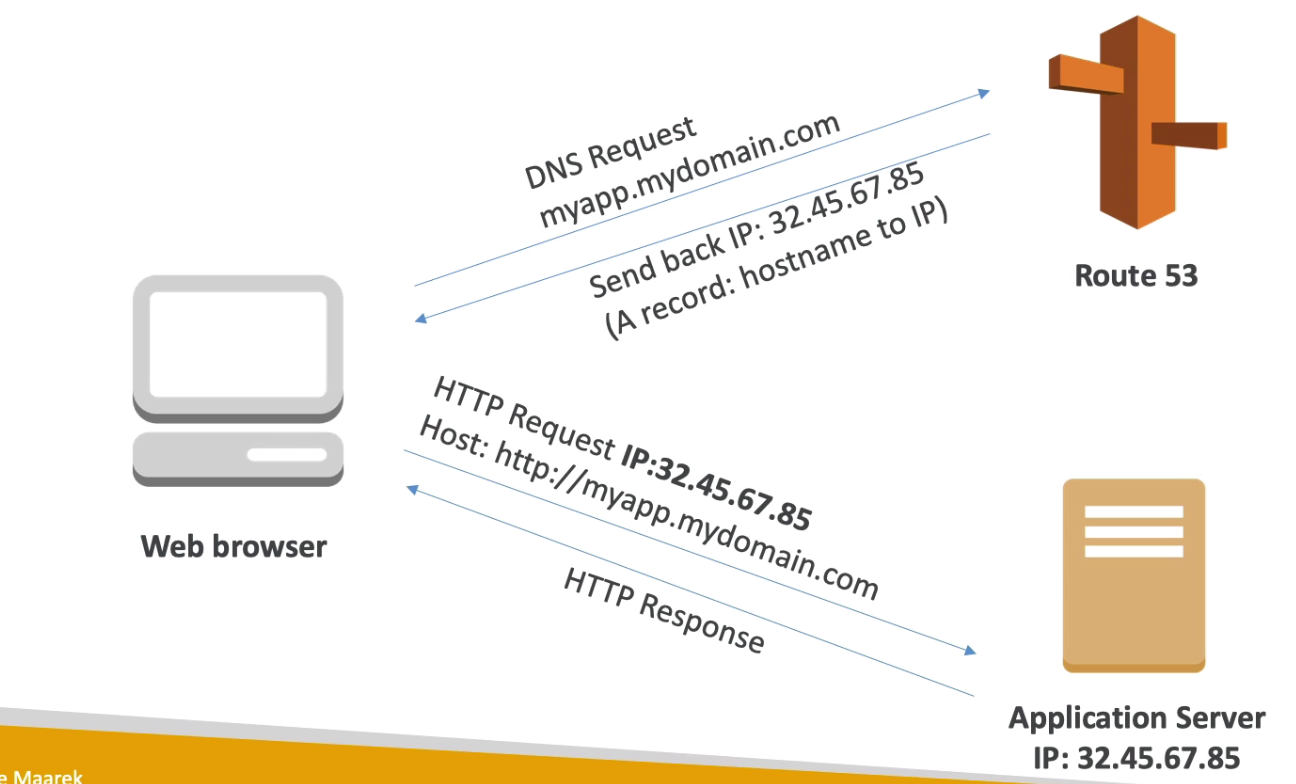 DNS Request
myapp.mydomain.com
Send back IP: 32.45.67.85
(A record: hostname to IP)
Route 53
HTTP Request IP:32.45.67.85
Host: http://myapp.mydomain.com
HTTP Response
Web browser
Application Server
IP: 32.45.67.85
Maarek